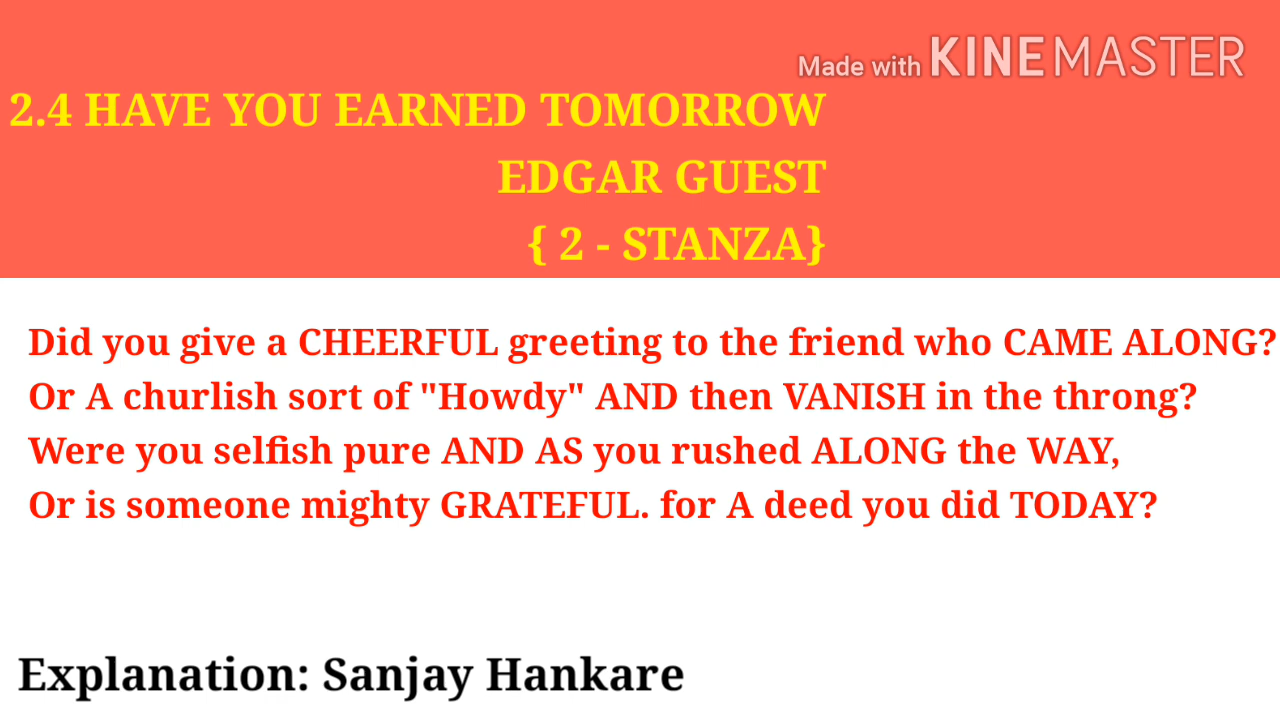 Made with KINEMASTER
2.4 HAVE YOU EARNED TOMORROW
EDGAR GUEST
{ 2 - STANZA}
Did you give a CHEERFUL greeting to the friend who CAME ALONG?
Or A churlish sort of "Howdy" AND then VANISH in the throng?
Were you selfish pure AND AS you rushed ALONG the WAY,
Or is someone mighty GRATEFUL. for A deed you did TODAY?
Explanation: Sanjay Hankare